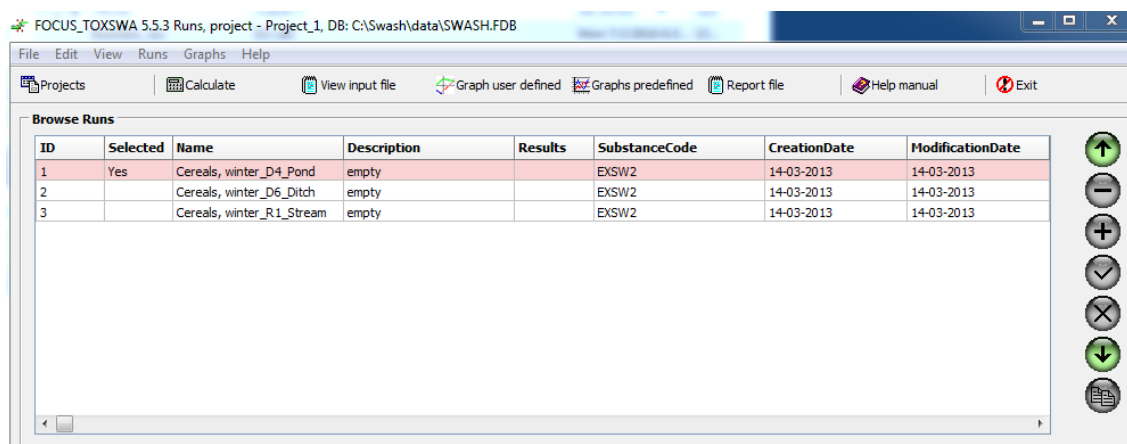 FOCUS_TOXSWA 5.5.3 Runs, project - Project_1, DB: C:\Swash\data\SWASH.FDB
File Edit View Runs Graphs Help
Projects Calculate View input file Graph user defined Graphs predefined Report file Help manual Exit
Browse Runs
ID Selected Name Description Results SubstanceCode CreationDate ModificationDate
1 Yes Cereals, winter_D4_Pond empty EXSW2 14-03-2013 14-03-2013
2 Cereals, winter_D6_Ditch empty EXSW2 14-03-2013 14-03-2013
3 Cereals, winter_R1_Stream empty EXSW2 14-03-2013 14-03-2013